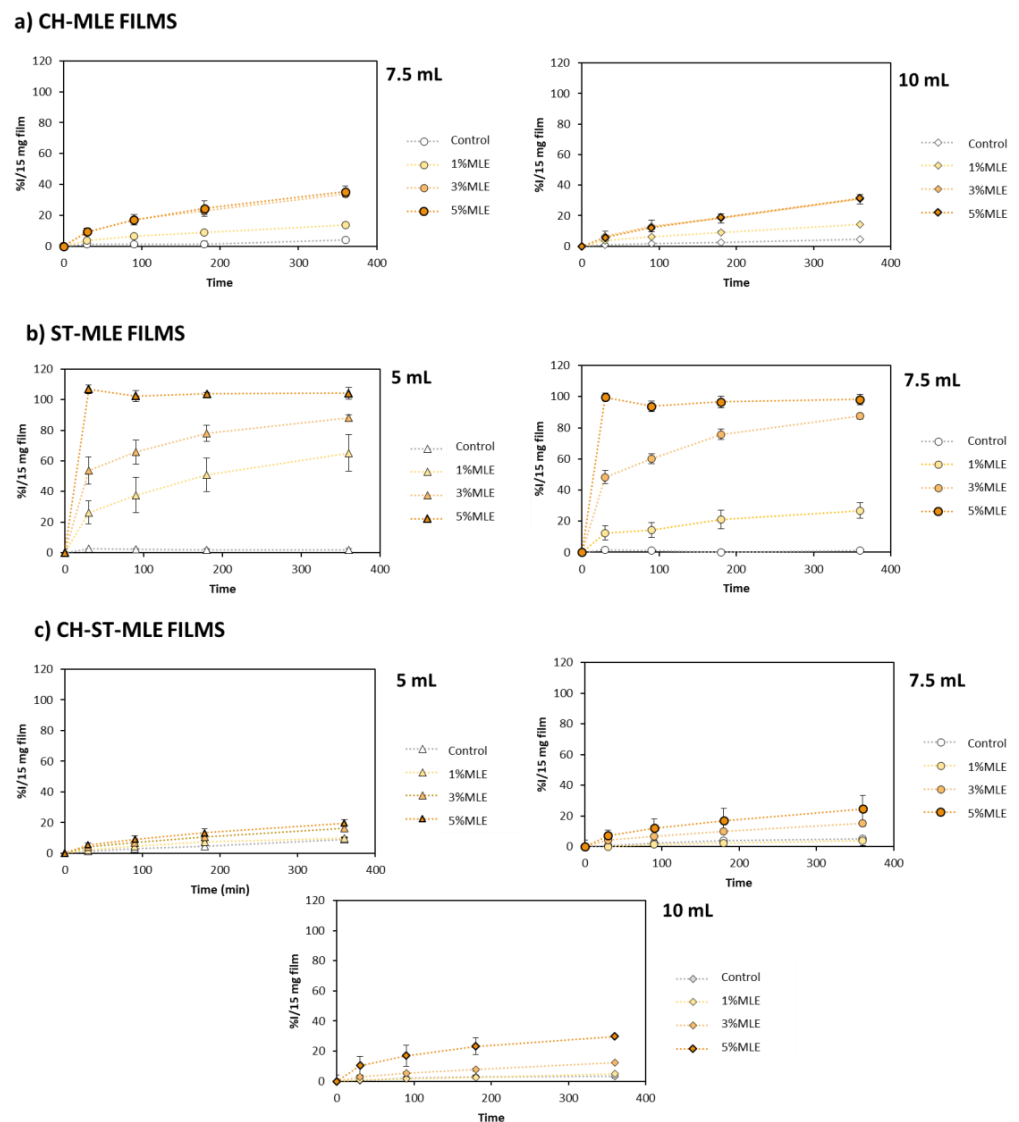 a) CH-MLE FILMS
7.5 mL
%I/15 mg film
120
100
80
60
40
20
0
0 100 200 300 400
Time
Control
1%MLE
3%MLE
5%MLE
10 mL
%I/15 mg film
120
100
80
60
40
20
0
0 100 200 300 400
Time
Control
1%MLE
3%MLE
5%MLE
b) ST-MLE FILMS
5 mL
%I/15 mg film
120
100
80
60
40
20
0
0 100 200 300 400
Time
Control
1%MLE
3%MLE
5%MLE
7.5 mL
%I/15 mg film
120
100
80
60
40
20
0
0 100 200 300 400
Time
Control
1%MLE
3%MLE
5%MLE
c) CH-ST-MLE FILMS
5 mL
%I/15 mg film
120
100
80
60
40
20
0
0 100 200 300 400
Time (min)
Control
1%MLE
3%MLE
5%MLE
7.5 mL
%I/15 mg film
120
100
80
60
40
20
0
0 100 200 300 400
Time
Control
1%MLE
3%MLE
5%MLE
10 mL
%I/15 mg film
120
100
80
60
40
20
0
0 100 200 300 400
Time
Control
1%MLE
3%MLE
5%MLE